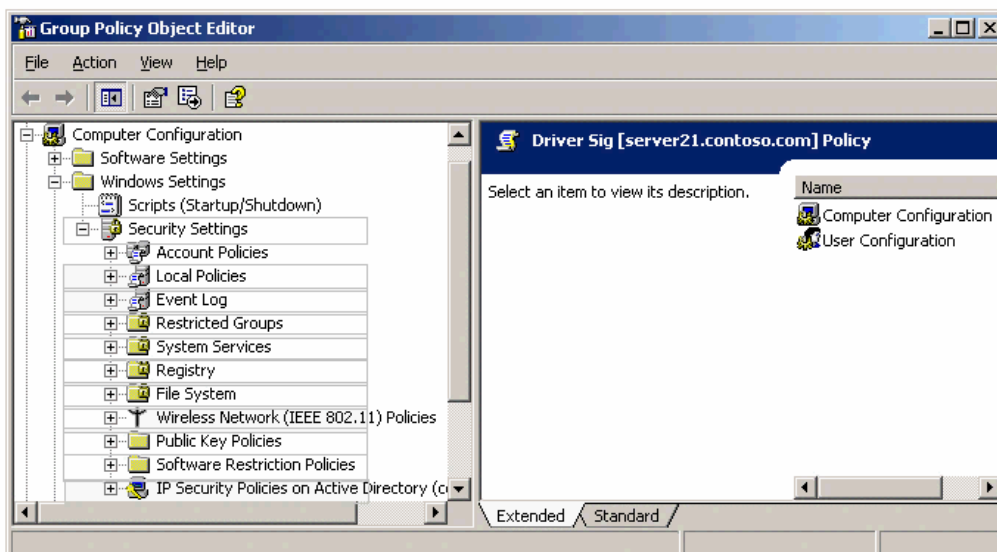 Group Policy Object Editor
File Action View Help
Computer Configuration
Software Settings
Windows Settings
Scripts (Startup/Shutdown)
Security Settings
Account Policies
Local Policies
Event Log
Restricted Groups
System Services
Registry
File System
Wireless Network (IEEE 802.11) Policies
Public Key Policies
Software Restriction Policies
IP Security Policies on Active Directory (c
Driver Sig [server21.contoso.com] Policy
Select an item to view its description.
Name
Computer Configuration
User Configuration
Extended Standard